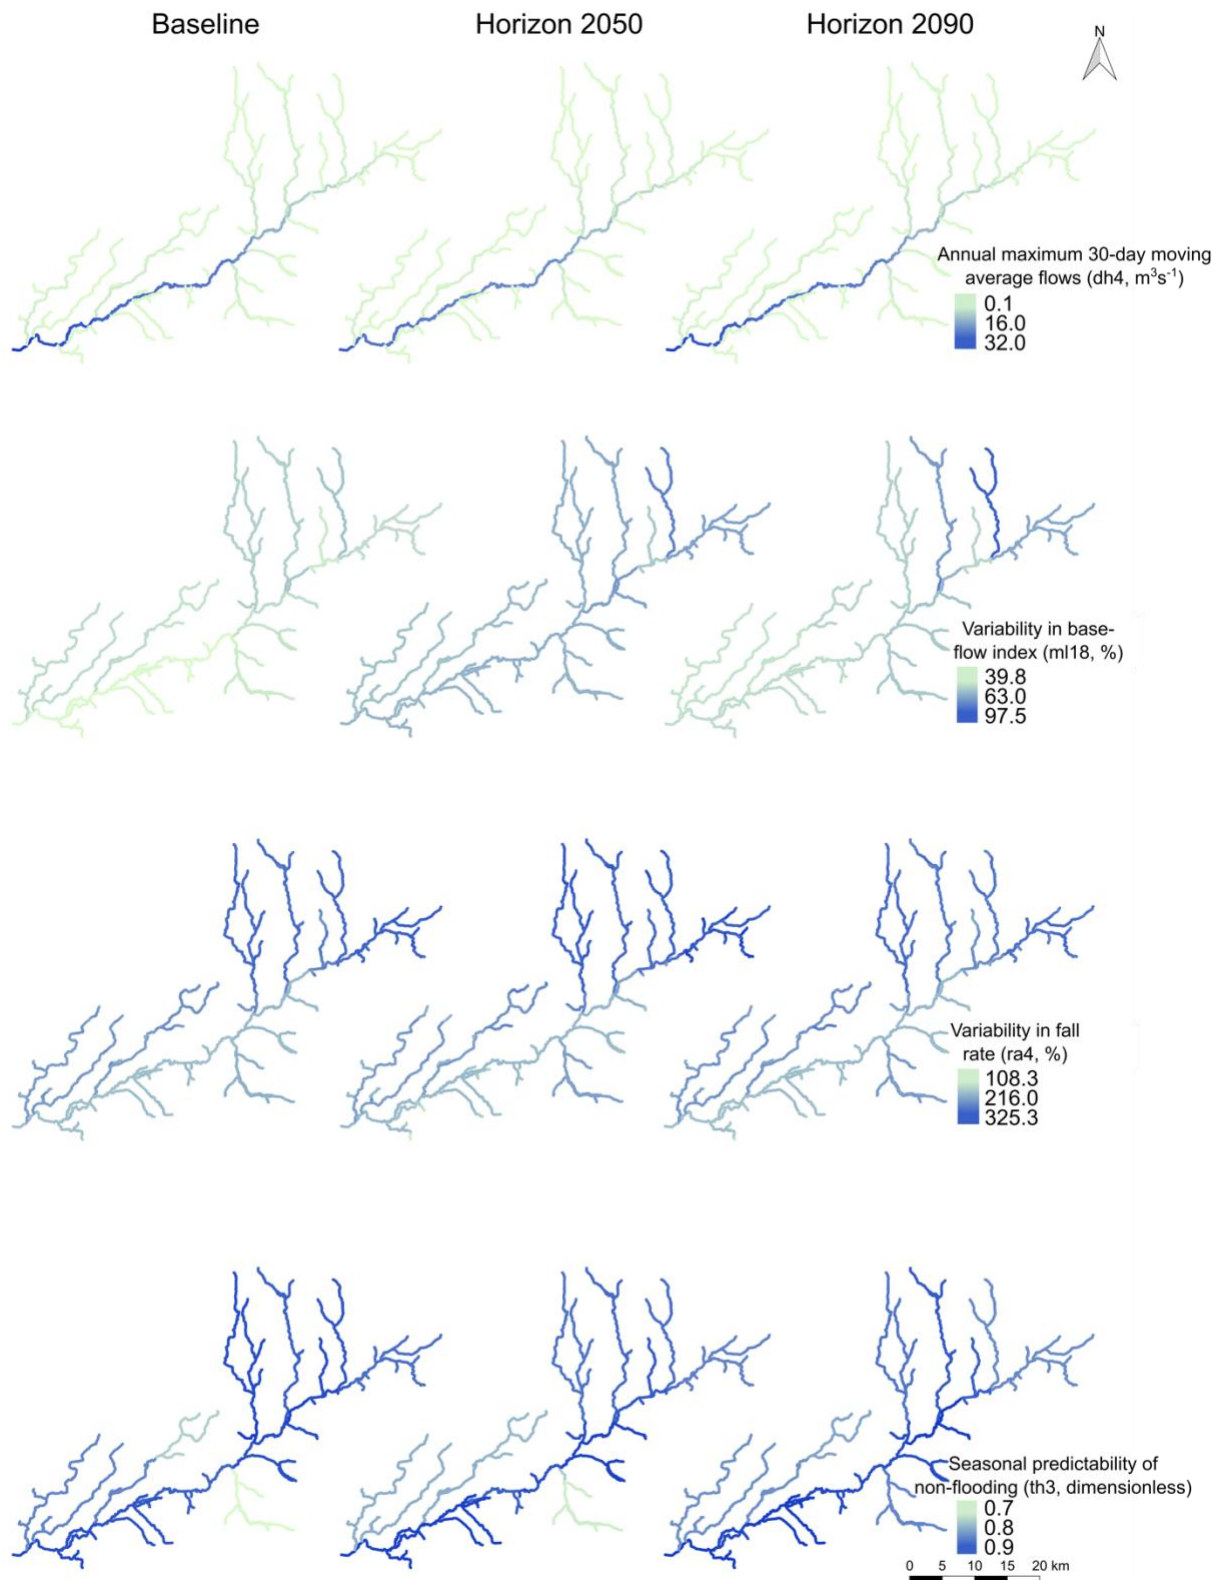 Baseline
Horizon 2050
Horizon 2090
N
Annual maximum 30-day moving
average flows (dh4, m³s⁻¹)
0.1
16.0
32.0
Variability in base-
flow index (ml18, %)
39.8
63.0
97.5
Variability in fall
rate (ra4, %)
108.3
216.0
325.3
Seasonal predictability of
non-flooding (th3, dimensionless)
0.7
0.8
0.9
0 5 10 15 20 km